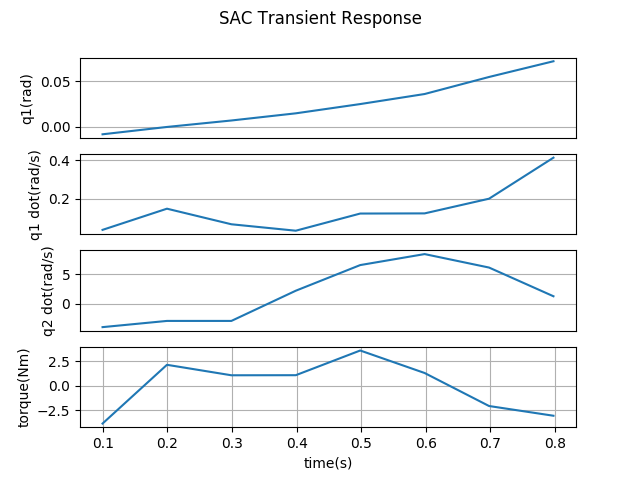 SAC Transient Response
q1(rad)
0.05
0.00
q1 dot(rad/s)
0.4
0.2
q2 dot(rad/s)
5
0
torque(Nm)
2.5
0.0
−2.5
0.1 0.2 0.3 0.4 0.5 0.6 0.7 0.8
time(s)